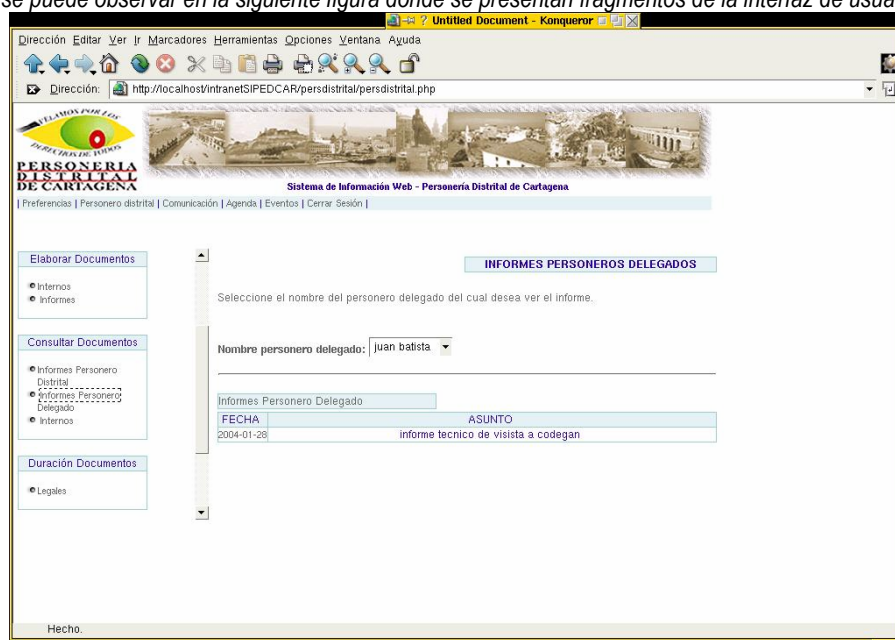 se puede observar en la siguiente figura donde se presentan fragmentos de la interfaz de usua
? Untitled Document - Konqueror
Dirección Editar Ver Ir Marcadores Herramientas Opciones Ventana Ayuda
Dirección: http://localhost/intranetSIPEDCAR/persdistrital/persdistrital.php
VELAMOS POR LOS
DERECHOS DE TODOS
PERSONERIA
DISTRITAL
DE CARTAGENA
Sistema de Información Web - Personería Distrital de Cartagena
| Preferencias | Personero distrital | Comunicación | Agenda | Eventos | Cerrar Sesión |
Elaborar Documentos
Internos
Informes
INFORMES PERSONEROS DELEGADOS
Seleccione el nombre del personero delegado del cual desea ver el informe.
Consultar Documentos
Informes Personero
Distrital
Informes Personero
Delegado
Internos
Nombre personero delegado: juan batista
Informes Personero Delegado
FECHA ASUNTO
2004-01-28 informe tecnico de visista a codegan
Duración Documentos
Legales
Hecho.